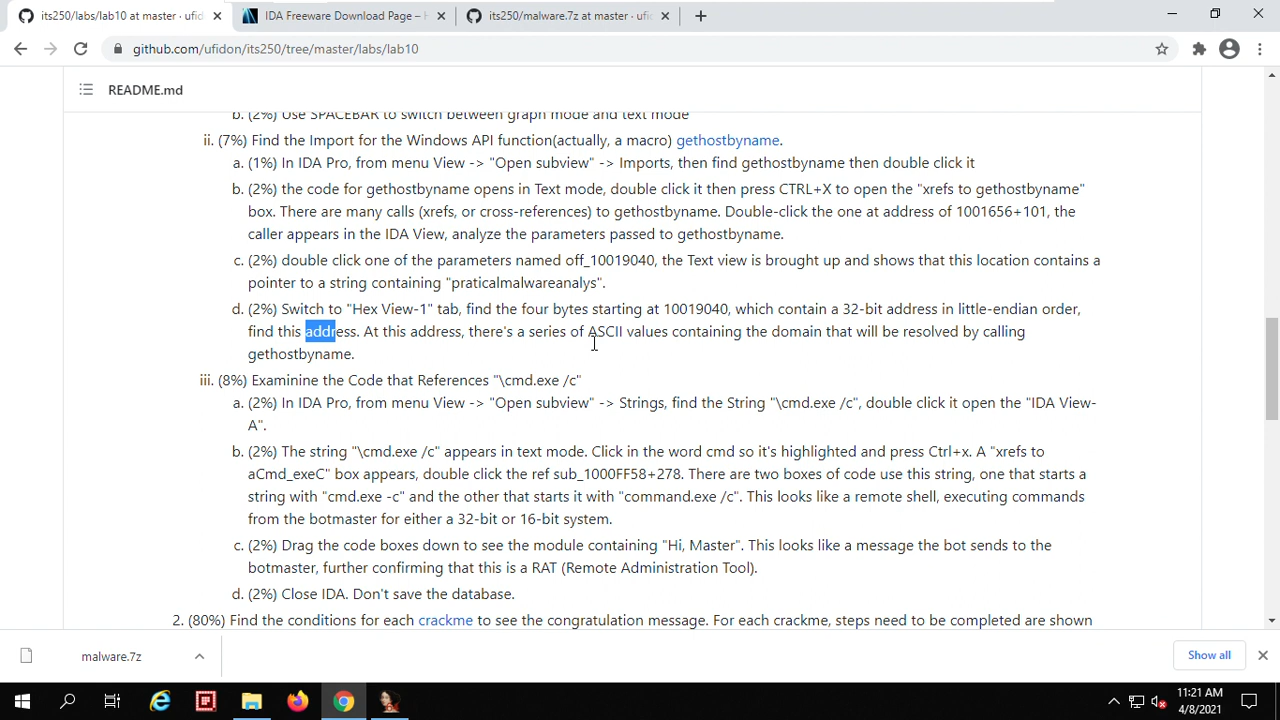 its250/labs/lab10 at master · ufid
IDA Freeware Download Page – H
its250/malware.7z at master · uf
github.com/ufidon/its250/tree/master/labs/lab10
README.md
b. (2%) Use SPACEBAR to switch between graph mode and text mode
ii. (7%) Find the Import for the Windows API function(actually, a macro) gethostbyname.
a. (1%) In IDA Pro, from menu View -> "Open subview" -> Imports, then find gethostbyname then double click it
b. (2%) the code for gethostbyname opens in Text mode, double click it then press CTRL+X to open the "xrefs to gethostbyname"
box. There are many calls (xrefs, or cross-references) to gethostbyname. Double-click the one at address of 1001656+101, the
caller appears in the IDA View, analyze the parameters passed to gethostbyname.
c. (2%) double click one of the parameters named off_10019040, the Text view is brought up and shows that this location contains a
pointer to a string containing "praticalmalwareanalys".
d. (2%) Switch to "Hex View-1" tab, find the four bytes starting at 10019040, which contain a 32-bit address in little-endian order,
find this address. At this address, there's a series of ASCII values containing the domain that will be resolved by calling
gethostbyname.
iii. (8%) Examinine the Code that References "\cmd.exe /c"
a. (2%) In IDA Pro, from menu View -> "Open subview" -> Strings, find the String "\cmd.exe /c", double click it open the "IDA View-
A".
b. (2%) The string "\cmd.exe /c" appears in text mode. Click in the word cmd so it's highlighted and press Ctrl+x. A "xrefs to
aCmd_exeC" box appears, double click the ref sub_1000FF58+278. There are two boxes of code use this string, one that starts a
string with "cmd.exe -c" and the other that starts it with "command.exe /c". This looks like a remote shell, executing commands
from the botmaster for either a 32-bit or 16-bit system.
c. (2%) Drag the code boxes down to see the module containing "Hi, Master". This looks like a message the bot sends to the
botmaster, further confirming that this is a RAT (Remote Administration Tool).
d. (2%) Close IDA. Don't save the database.
2. (80%) Find the conditions for each crackme to see the congratulation message. For each crackme, steps need to be completed are shown
malware.7z
Show all
11:21 AM
4/8/2021